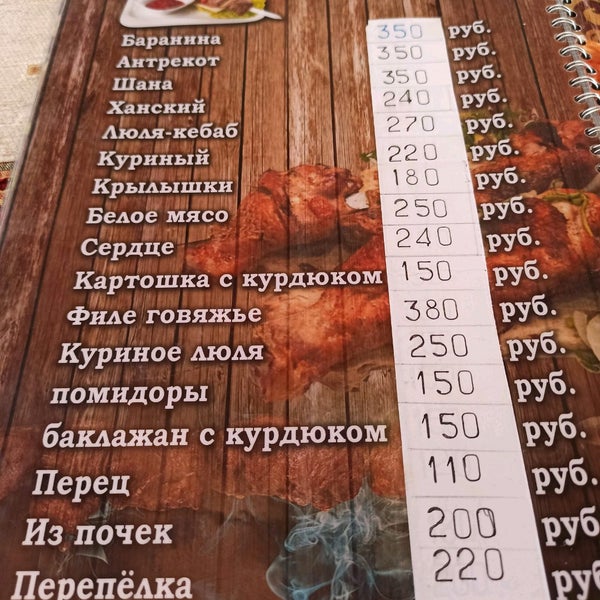 Баранина 350 руб.
Антрекот 350 руб.
Шана 350 руб.
Ханский 240 руб.
Люля-кебаб 270 руб.
Куриный 220 руб.
Крылышки 180 руб.
Белое мясо 250 руб.
Сердце 240 руб.
Картошка с курдюком 150 руб.
Филе говяжье 380 руб.
Куриное люля 250 руб.
помидоры 150 руб.
баклажан с курдюком 150 руб.
Перец 110 руб.
Из почек 200 руб.
Перепёлка 220 руб.